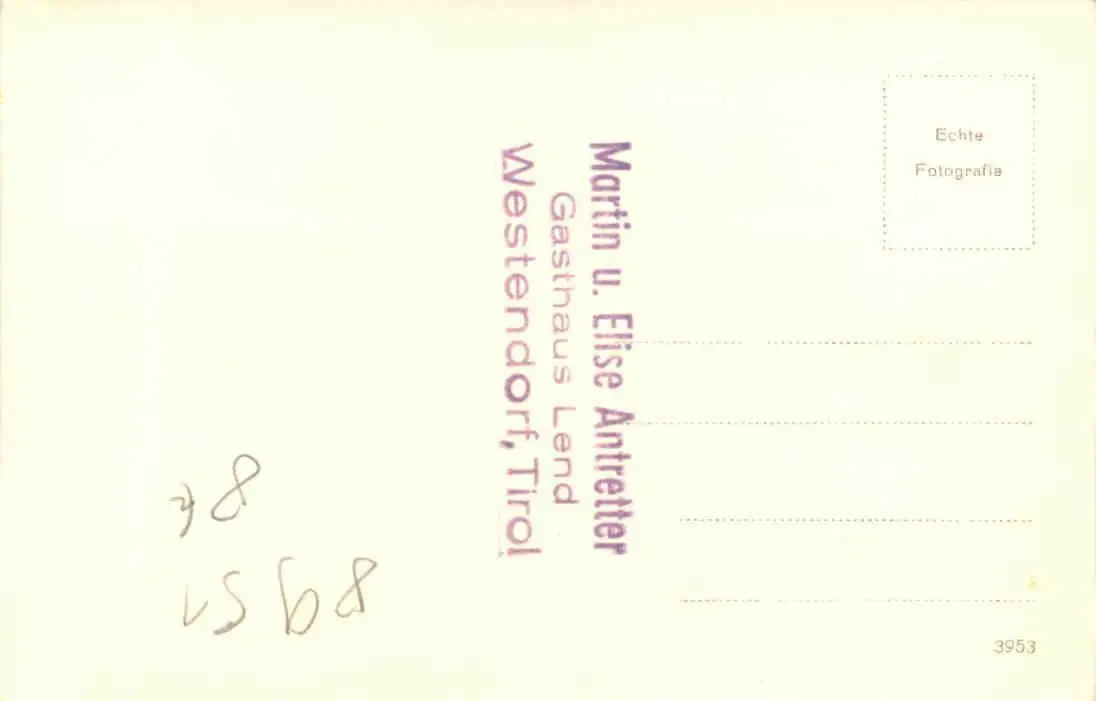 Echte
Fotografie
Martin u. Elise Antretter
Gasthaus Lend
Westendorf, Tirol
3953